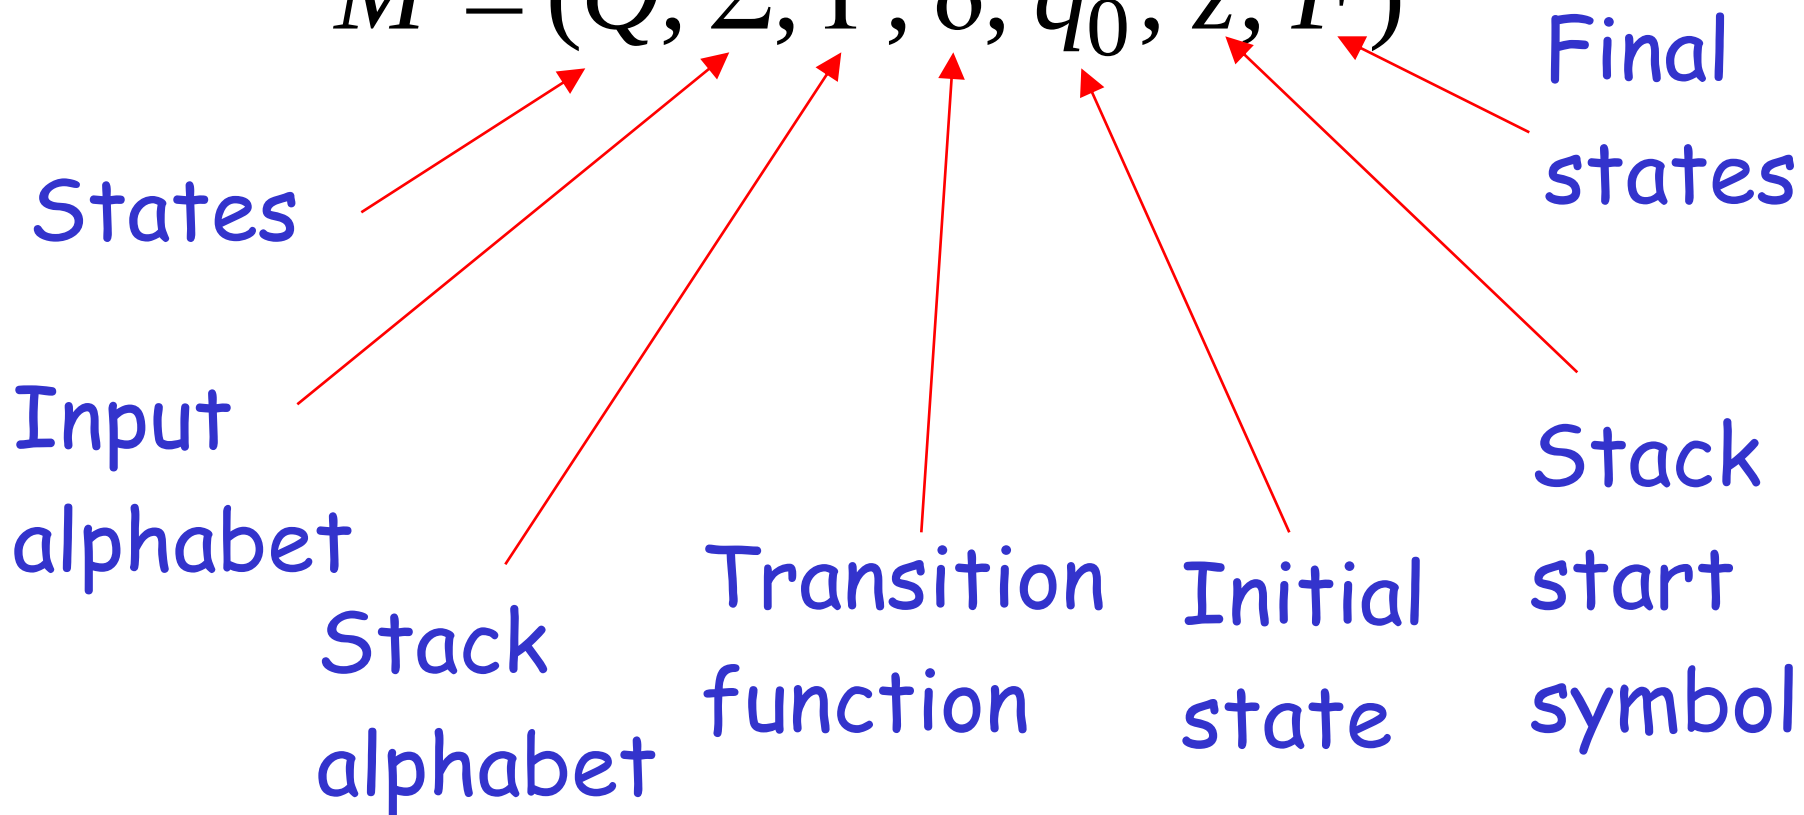 M = (Q, Σ, Γ, δ, q₀, z, F)
Final
states
States
Input
alphabet
Stack
alphabet
Transition
function
Initial
state
Stack
start
symbol